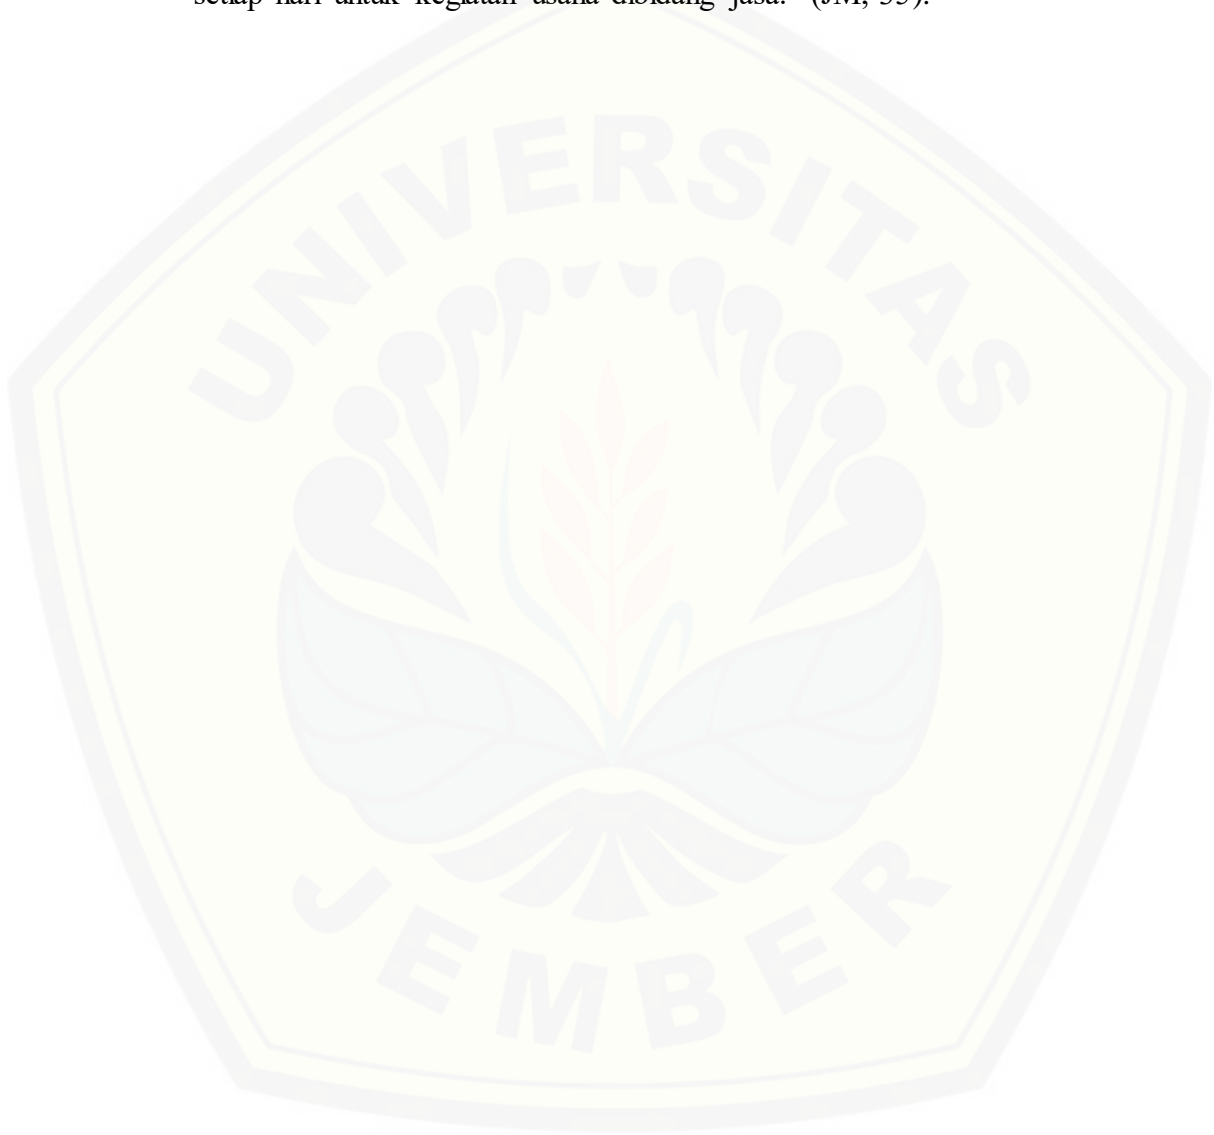 setiap hari untuk kegiatan usaha dibidang jasa." (JM, 35).
UNIVERSITAS
JEMBER